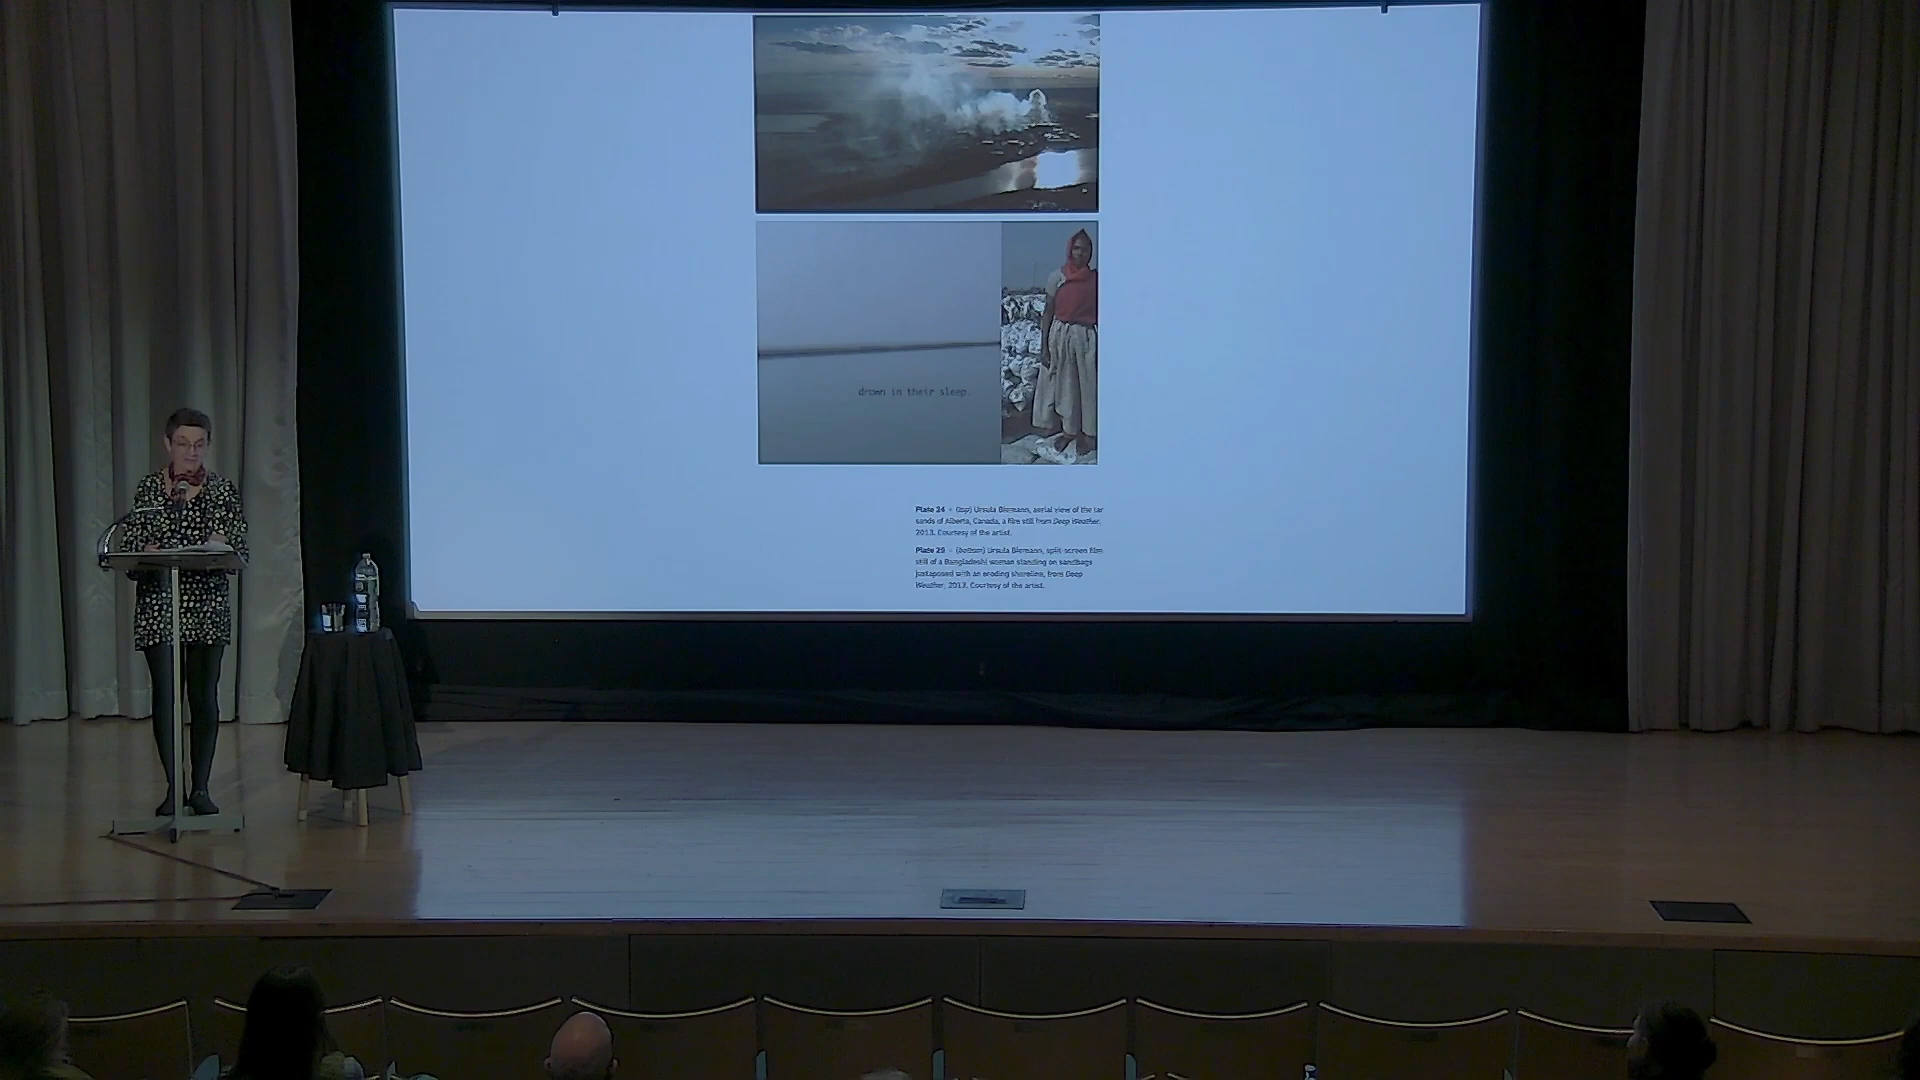 drown in their sleep.
Plate 24 • (top) Ursula Biemann, aerial view of the tar
sands of Alberta, Canada, a film still from Deep Weather,
2013. Courtesy of the artist.
Plate 25 • (bottom) Ursula Biemann, split-screen film
still of a Bangladeshi woman standing on sandbags
juxtaposed with an eroding shoreline, from Deep
Weather, 2013. Courtesy of the artist.